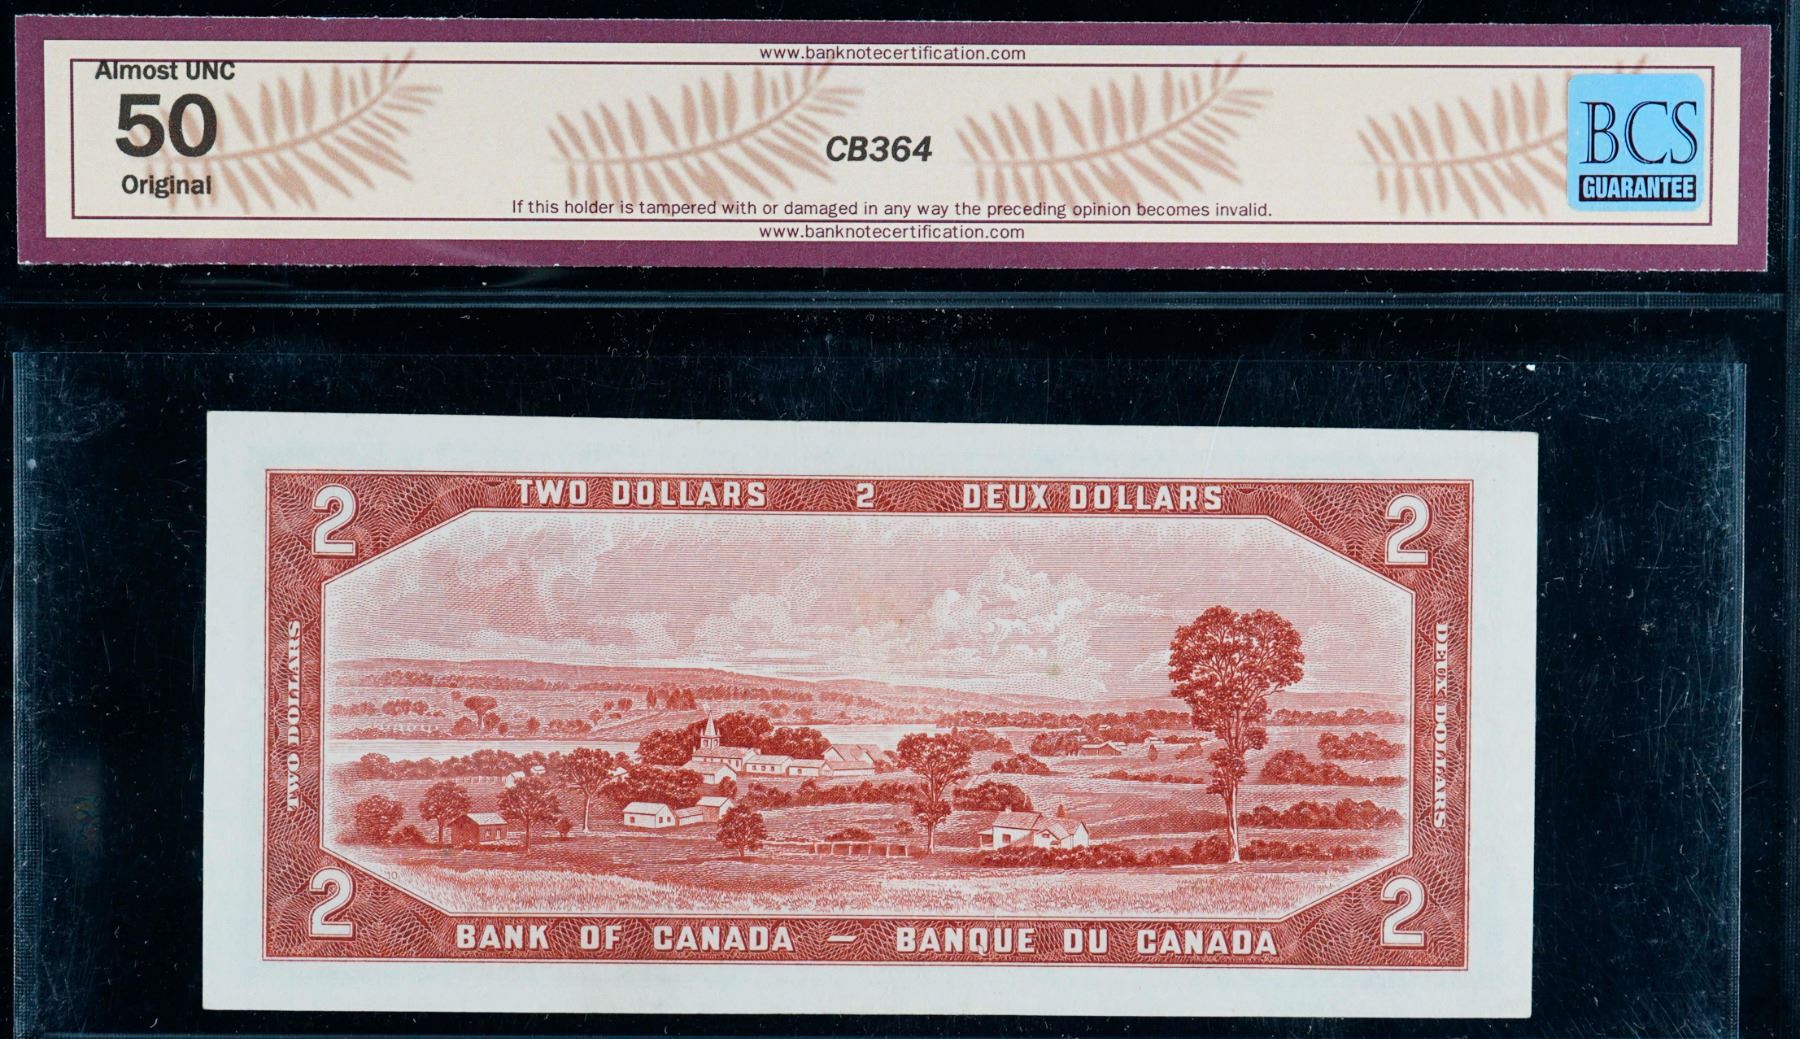 www.banknotecertification.com
Almost UNC
50
Original
CB364
BCS
GUARANTEE
If this holder is tampered with or damaged in any way the preceding opinion becomes invalid.
www.banknotecertification.com
2 TWO DOLLARS 2 DEUX DOLLARS 2
TWO DOLLARS
DEUX DOLLARS
2 BANK OF CANADA — BANQUE DU CANADA 2